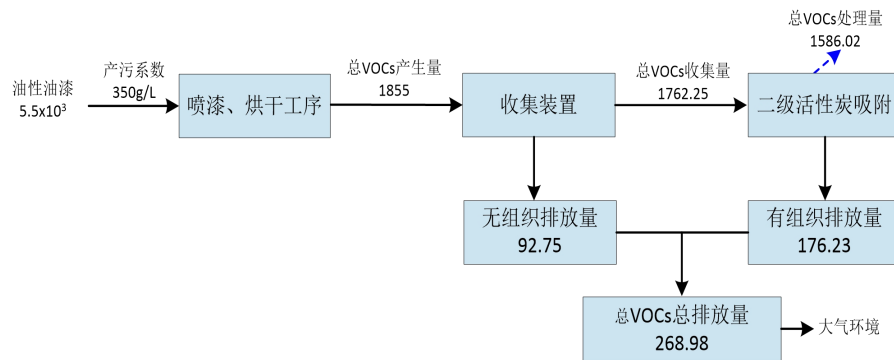 总VOCs处理量
1586.02
产污系数
350g/L
总VOCs产生量
1855
总VOCs收集量
1762.25
油性油漆
5.5x10³
喷漆、烘干工序
收集装置
二级活性炭吸附
无组织排放量
92.75
有组织排放量
176.23
总VOCs总排放量
268.98
大气环境